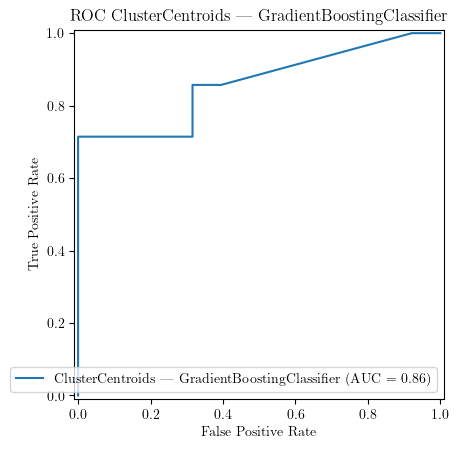 ROC ClusterCentroids — GradientBoostingClassifier
True Positive Rate
1.0
0.8
0.6
0.4
0.2
0.0
ClusterCentroids — GradientBoostingClassifier (AUC = 0.86)
0.0 0.2 0.4 0.6 0.8 1.0
False Positive Rate